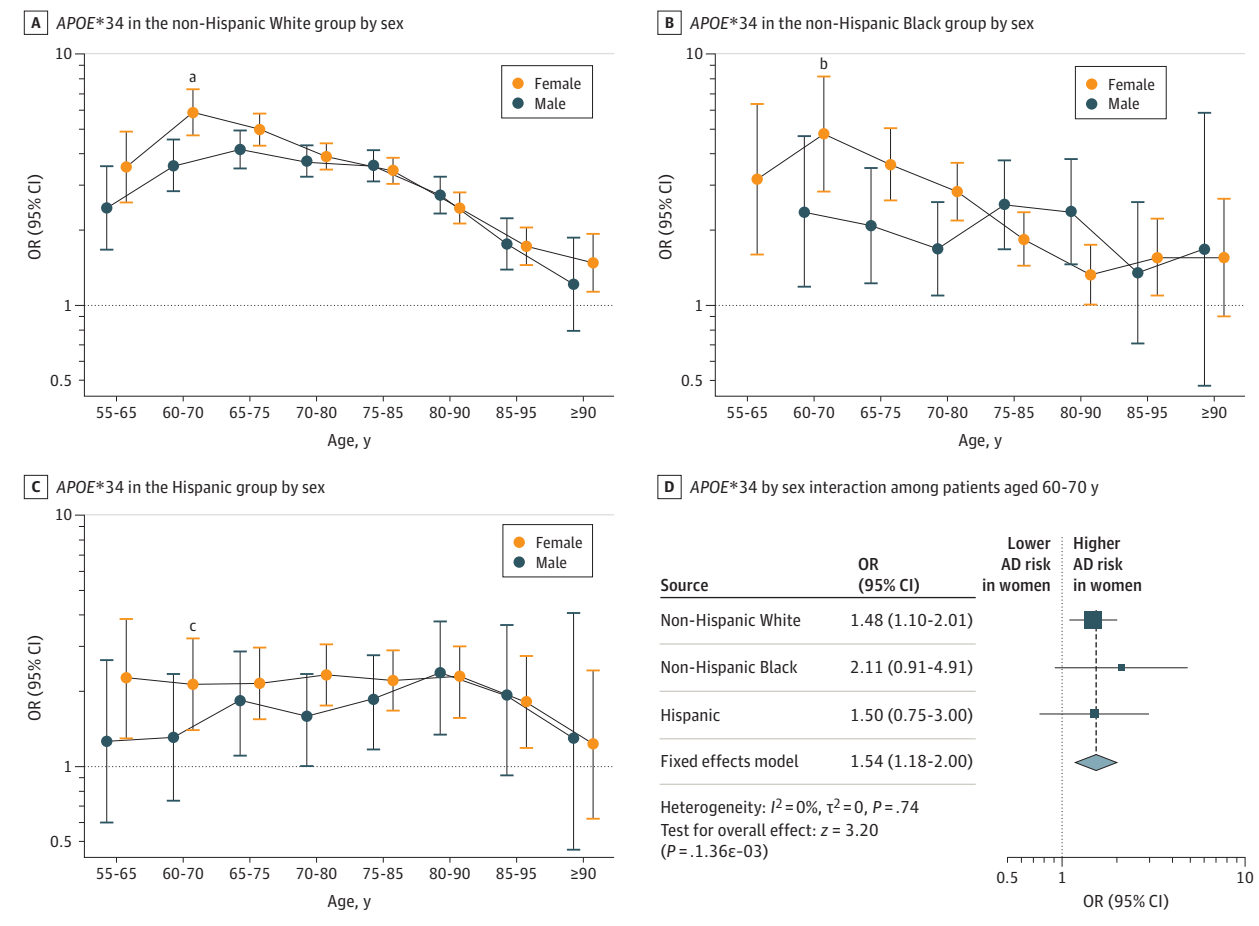 A APOE*34 in the non-Hispanic White group by sex
10
1
0.5
OR (95% CI)
a
Female
Male
55-65 60-70 65-75 70-80 75-85 80-90 85-95 ≥90
Age, y
B APOE*34 in the non-Hispanic Black group by sex
10
1
0.5
OR (95% CI)
b
Female
Male
55-65 60-70 65-75 70-80 75-85 80-90 85-95 ≥90
Age, y
C APOE*34 in the Hispanic group by sex
10
1
0.5
OR (95% CI)
c
Female
Male
55-65 60-70 65-75 70-80 75-85 80-90 85-95 ≥90
Age, y
D APOE*34 by sex interaction among patients aged 60-70 y
Lower Higher
OR AD risk AD risk
Source (95% CI) in women in women
Non-Hispanic White 1.48 (1.10-2.01)
Non-Hispanic Black 2.11 (0.91-4.91)
Hispanic 1.50 (0.75-3.00)
Fixed effects model 1.54 (1.18-2.00)
Heterogeneity: I² = 0%, τ² = 0, P = .74
Test for overall effect: z = 3.20
(P = .1.36ε-03)
0.5 1 10
OR (95% CI)